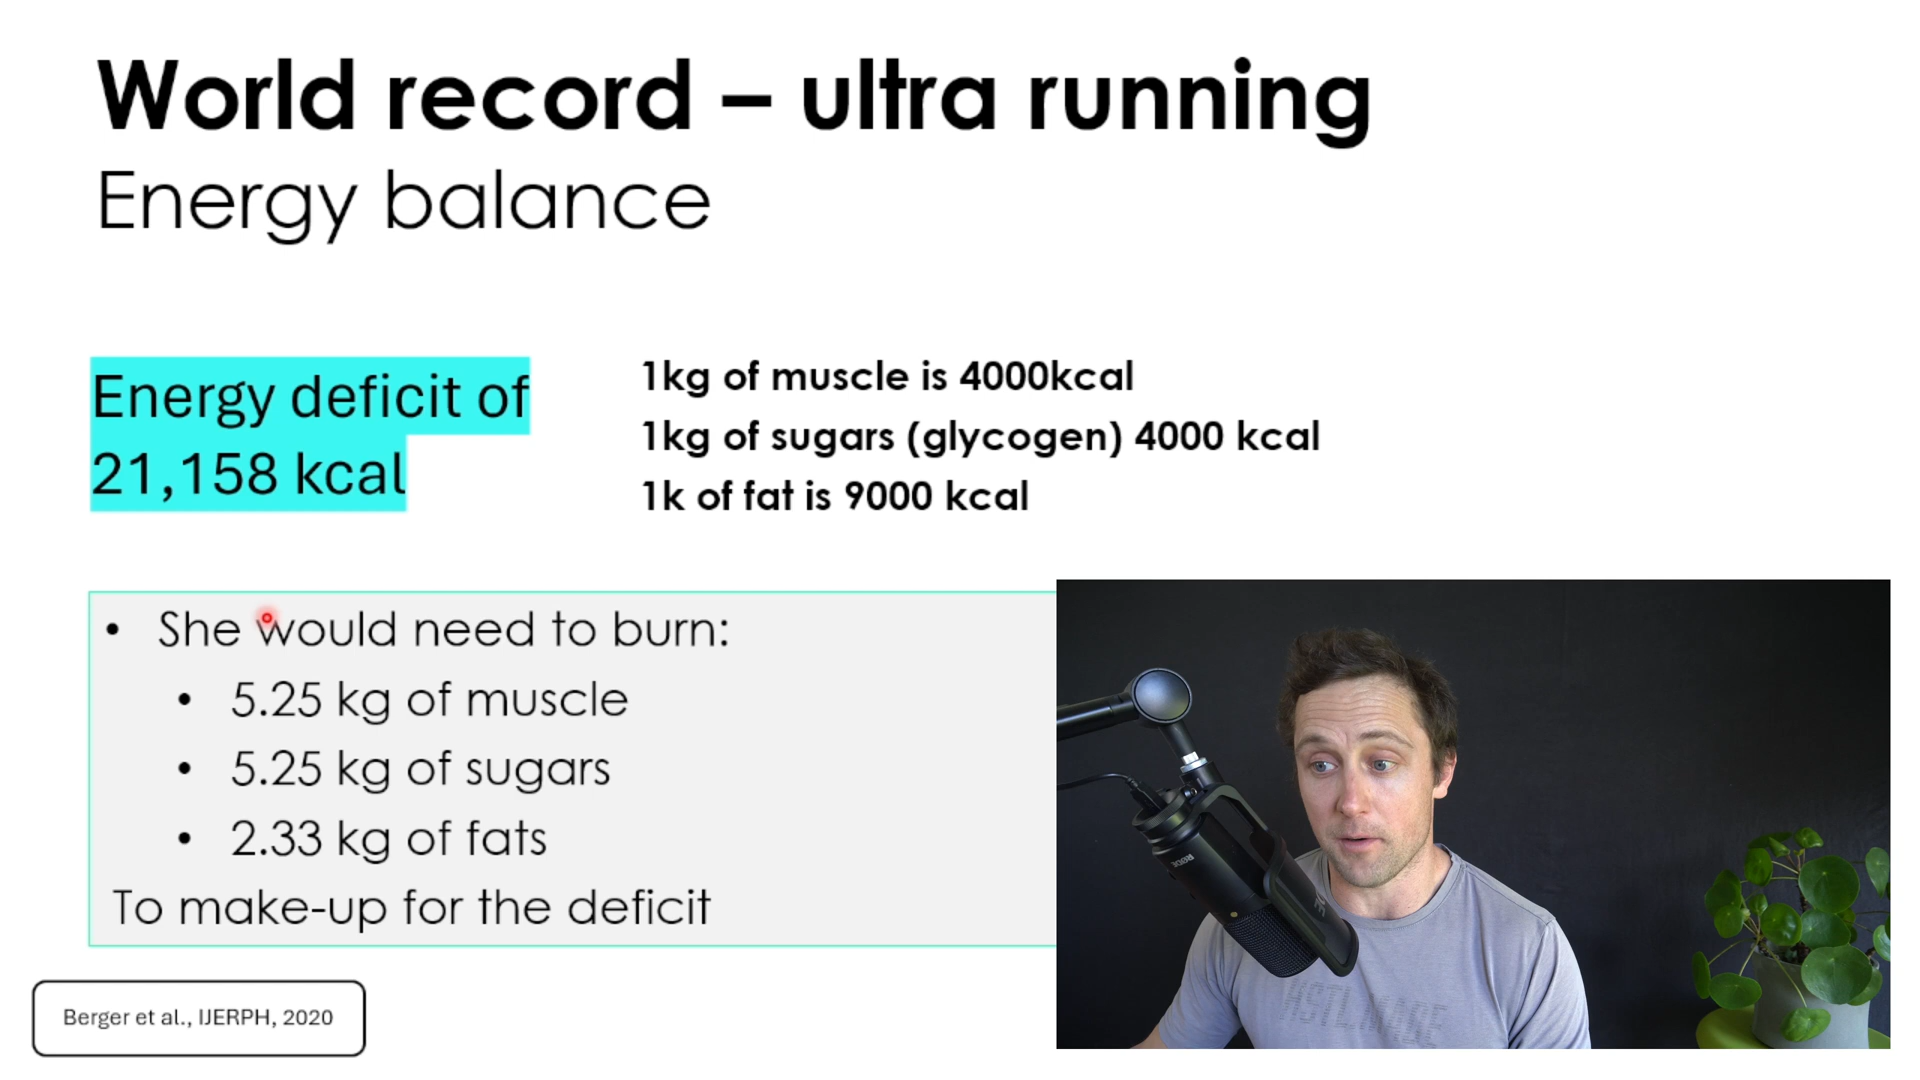 World record – ultra running
Energy balance
Energy deficit of
21,158 kcal
1kg of muscle is 4000kcal
1kg of sugars (glycogen) 4000 kcal
1k of fat is 9000 kcal
• She would need to burn:
• 5.25 kg of muscle
• 5.25 kg of sugars
• 2.33 kg of fats
To make-up for the deficit
Berger et al., IJERPH, 2020
RØDE